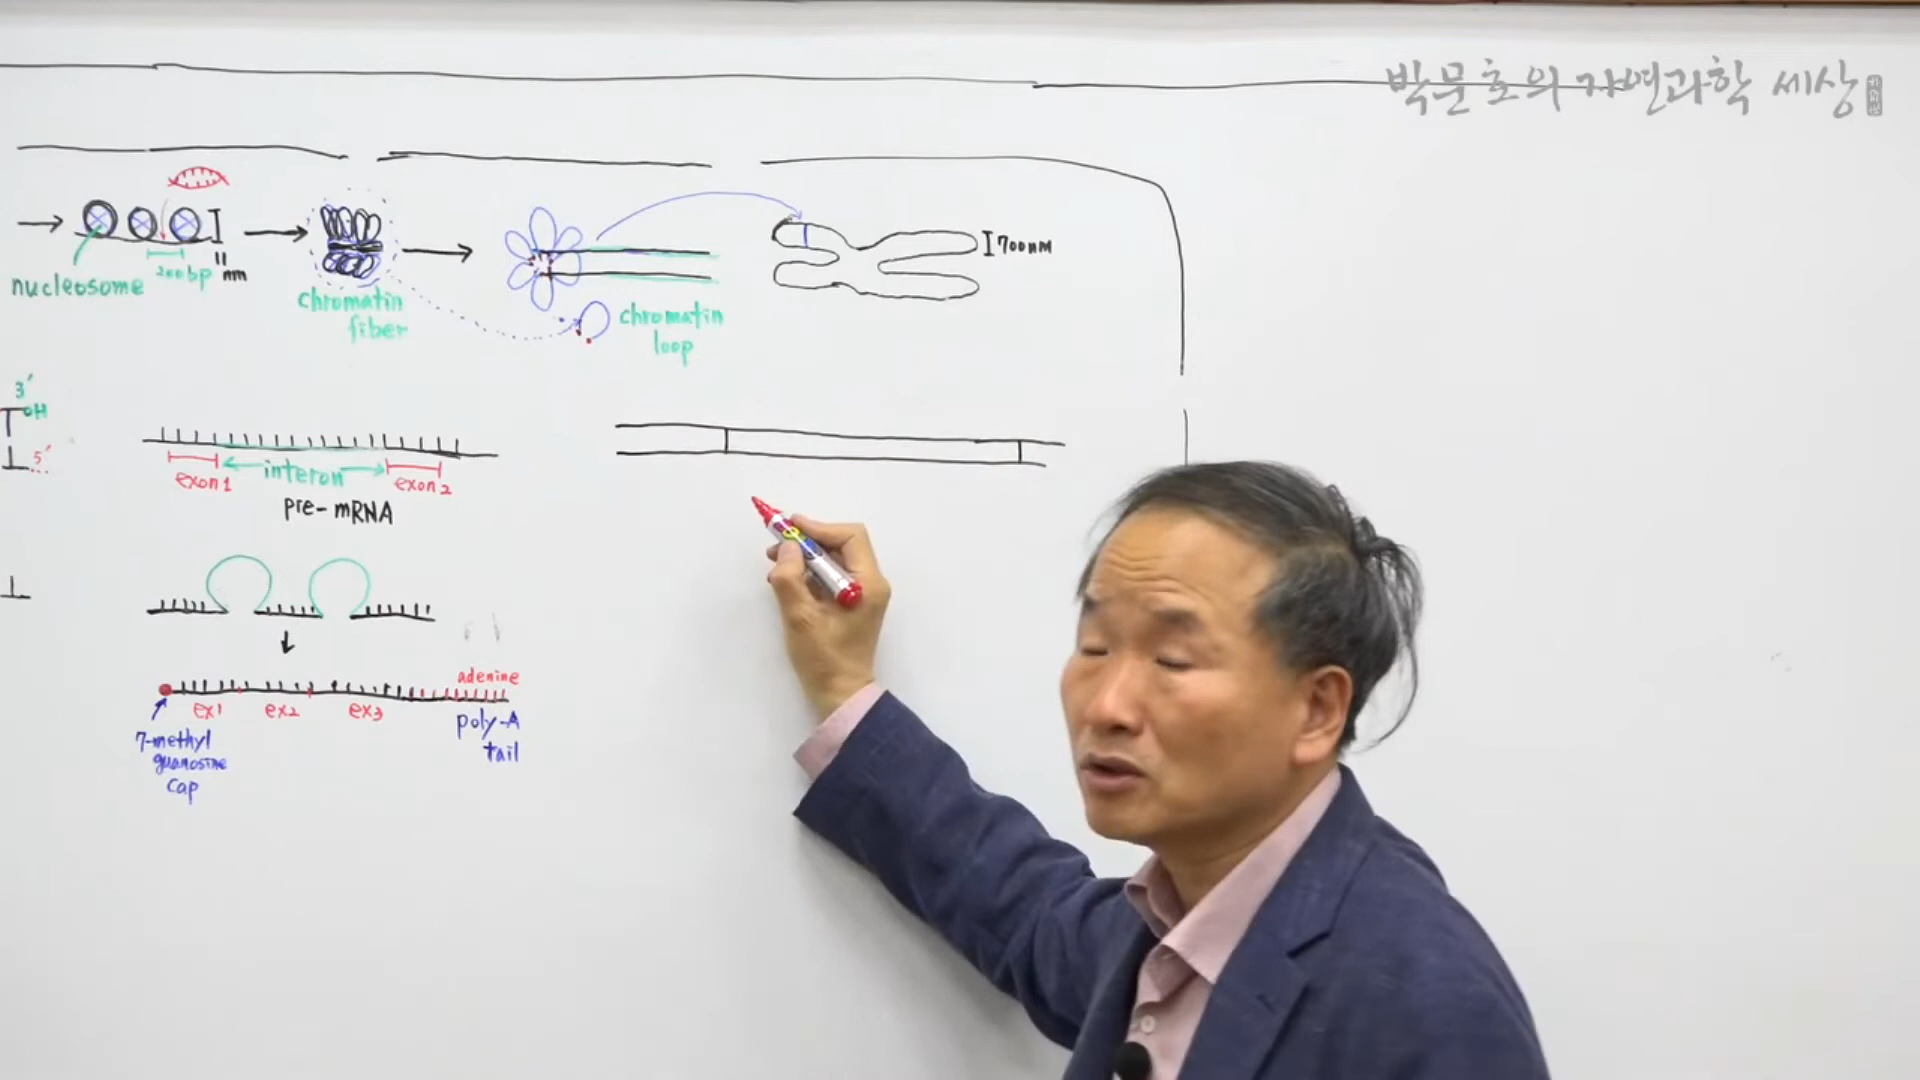 박문호의 자연과학 세상
nucleosome
200bp
11
nm
chromatin
fiber
chromatin
loop
700nm
3′
OH
5′
exon1
interon
exon2
pre-mRNA
adenine
ex1
ex2
ex3
poly-A
tail
7-methyl
guanosine
cap